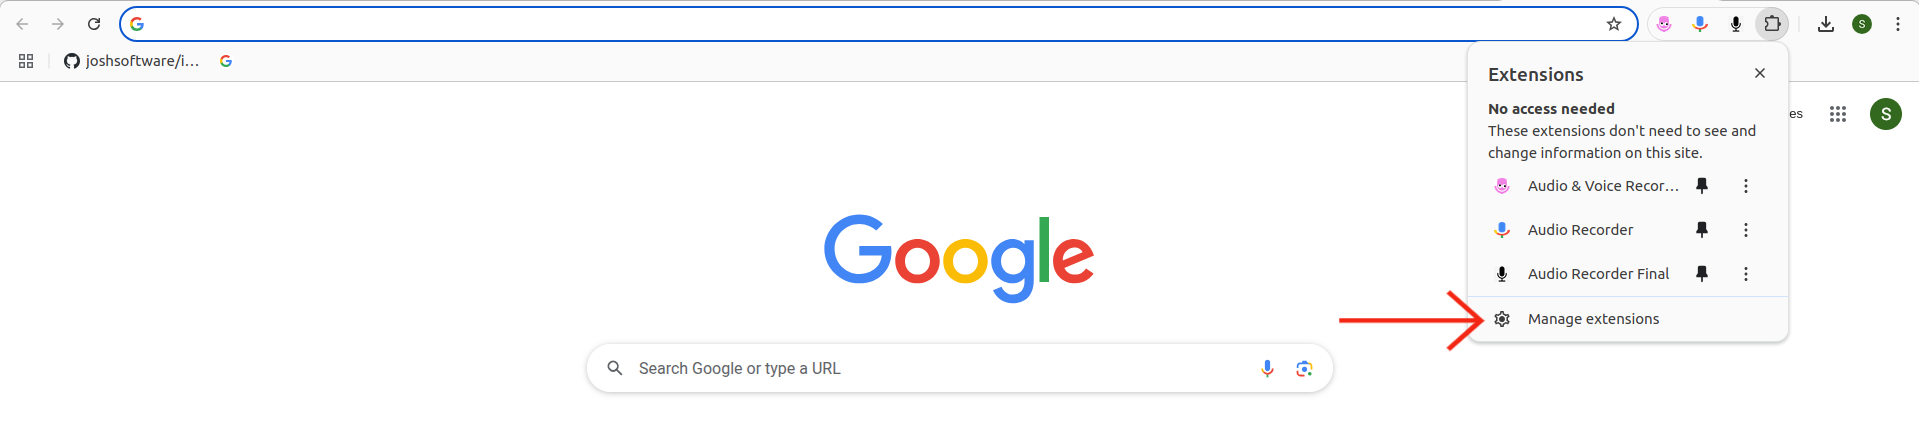 S
joshsoftware/i...
Extensions
No access needed
These extensions don't need to see and
change information on this site.
es
S
Audio & Voice Recor...
Audio Recorder
Audio Recorder Final
Manage extensions
Google
Search Google or type a URL